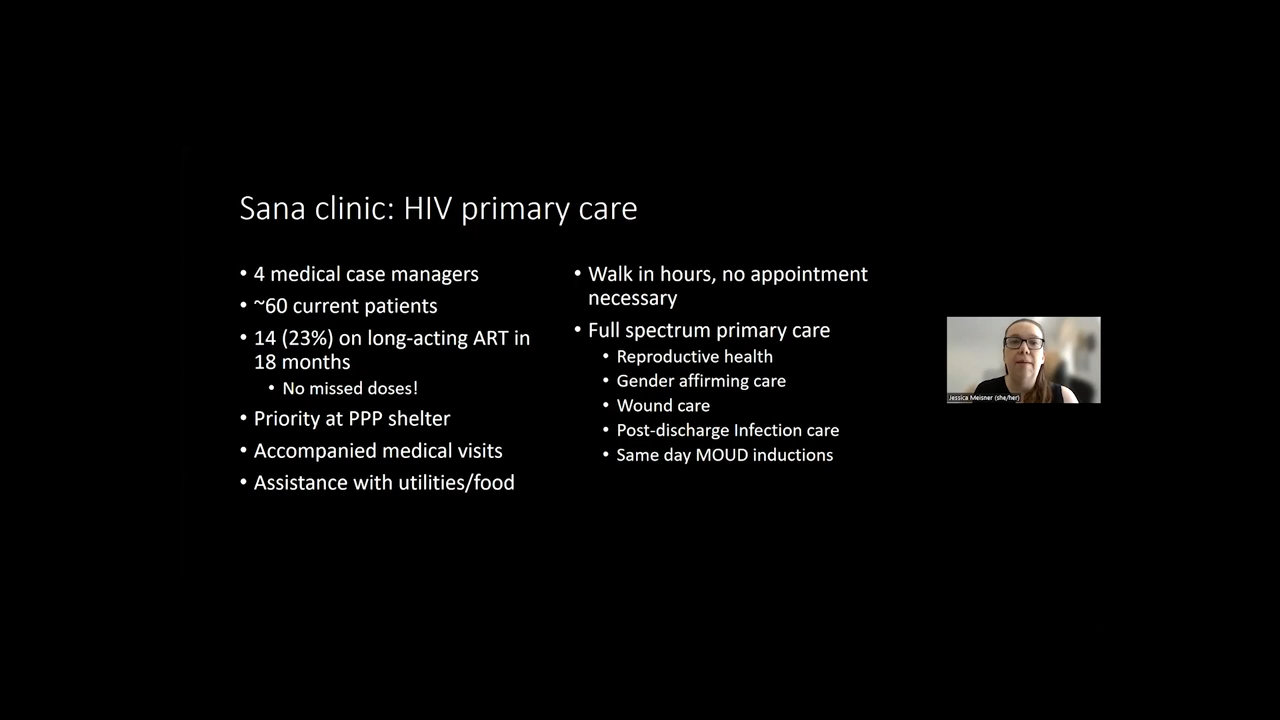 Sana clinic: HIV primary care
• 4 medical case managers
• ~60 current patients
• 14 (23%) on long-acting ART in
18 months
• No missed doses!
• Priority at PPP shelter
• Accompanied medical visits
• Assistance with utilities/food
• Walk in hours, no appointment
necessary
• Full spectrum primary care
• Reproductive health
• Gender affirming care
• Wound care
• Post-discharge Infection care
• Same day MOUD inductions
Jessica Meisner (she/her)